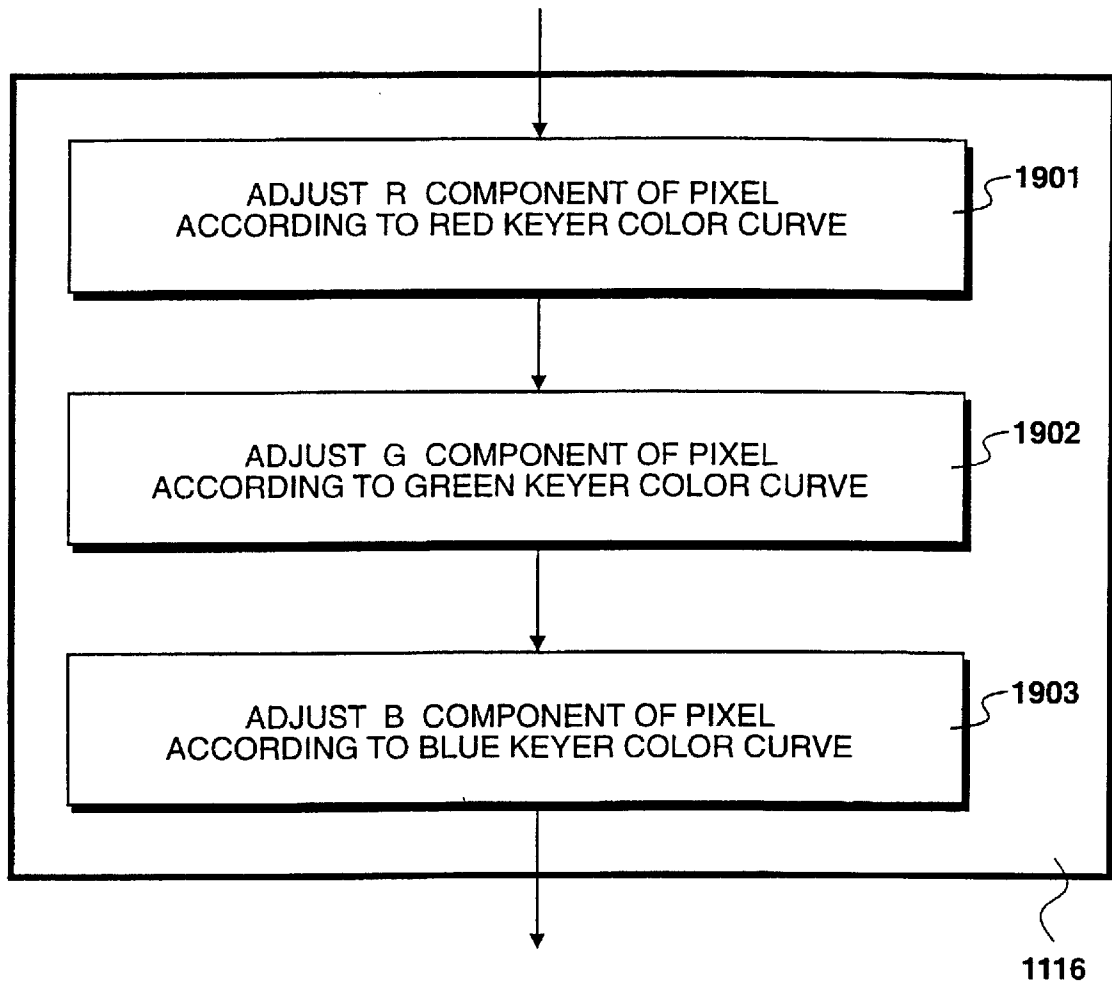 ADJUST R COMPONENT OF PIXEL
ACCORDING TO RED KEYER COLOR CURVE
1901
ADJUST G COMPONENT OF PIXEL
ACCORDING TO GREEN KEYER COLOR CURVE
1902
ADJUST B COMPONENT OF PIXEL
ACCORDING TO BLUE KEYER COLOR CURVE
1903
1116